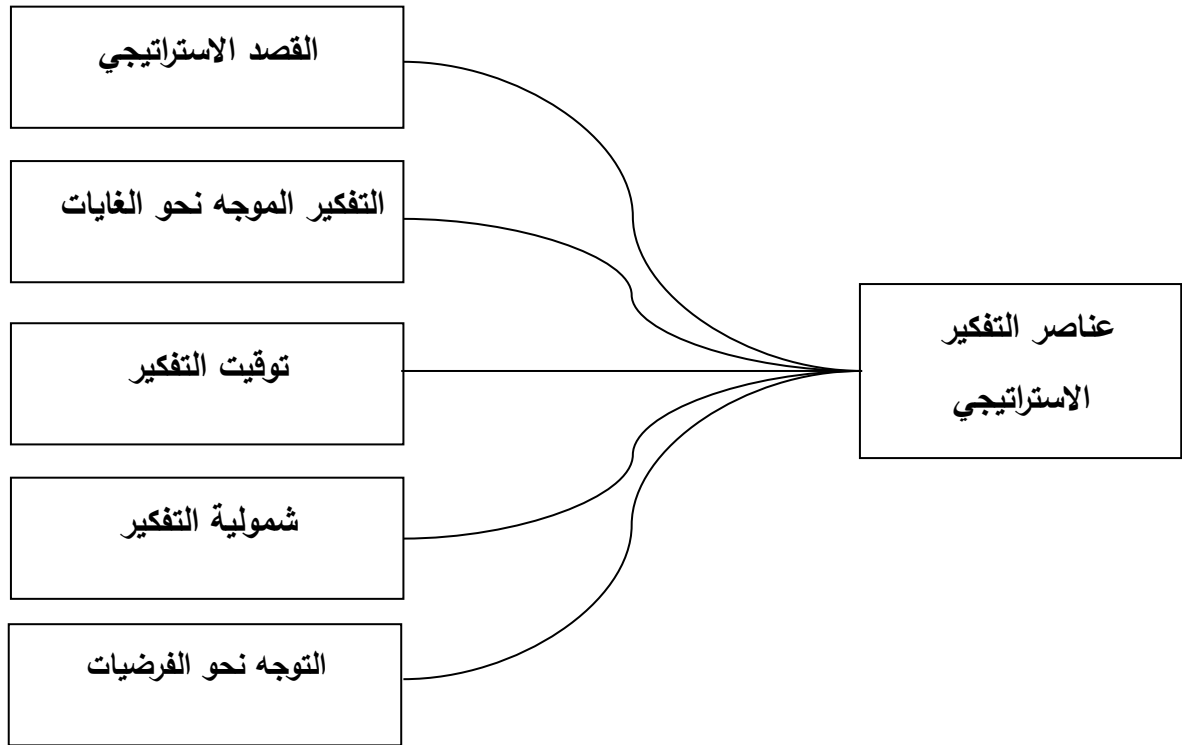 عناصر التفكير
الاستراتيجي
القصد الاستراتيجي
التفكير الموجه نحو الغايات
توقيت التفكير
شمولية التفكير
التوجه نحو الفرضيات